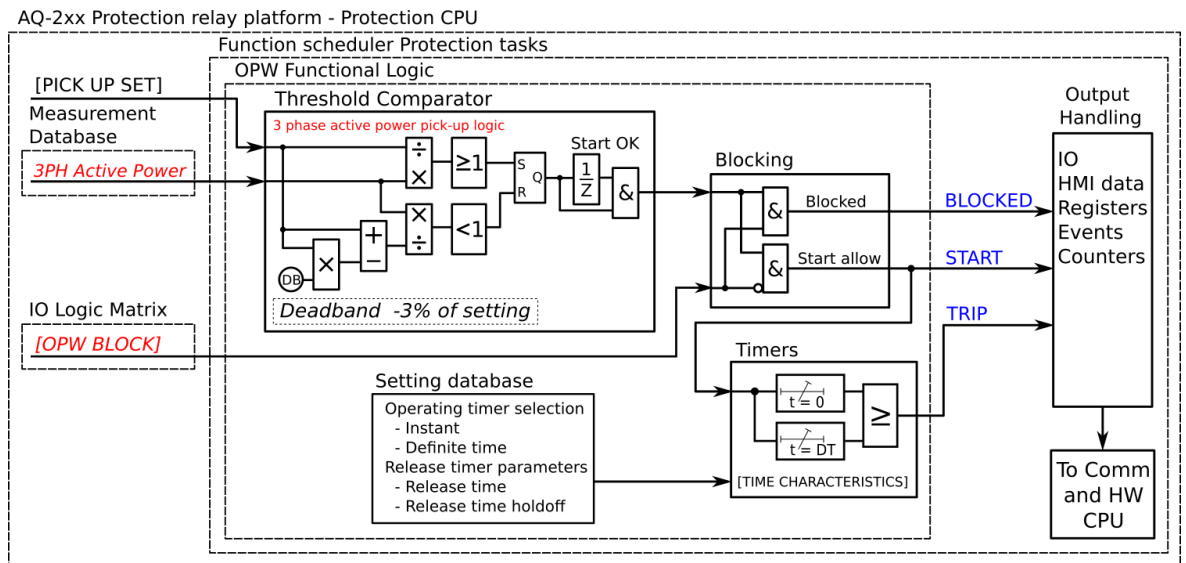 AQ-2xx Protection relay platform - Protection CPU
Function scheduler Protection tasks
OPW Functional Logic
[PICK UP SET]
Measurement
Database
3PH Active Power
Threshold Comparator
3 phase active power pick-up logic
÷
×
≥1
S
Q
R
Start OK
1
Z
&
×
÷
<1
+
−
×
DB
Deadband -3% of setting
Blocking
&
Blocked
&
Start allow
BLOCKED
START
TRIP
Output
Handling
IO
HMI data
Registers
Events
Counters
IO Logic Matrix
[OPW BLOCK]
Setting database
Operating timer selection
- Instant
- Definite time
Release timer parameters
- Release time
- Release time holdoff
Timers
t = 0
t = DT
≥
[TIME CHARACTERISTICS]
To Comm
and HW
CPU